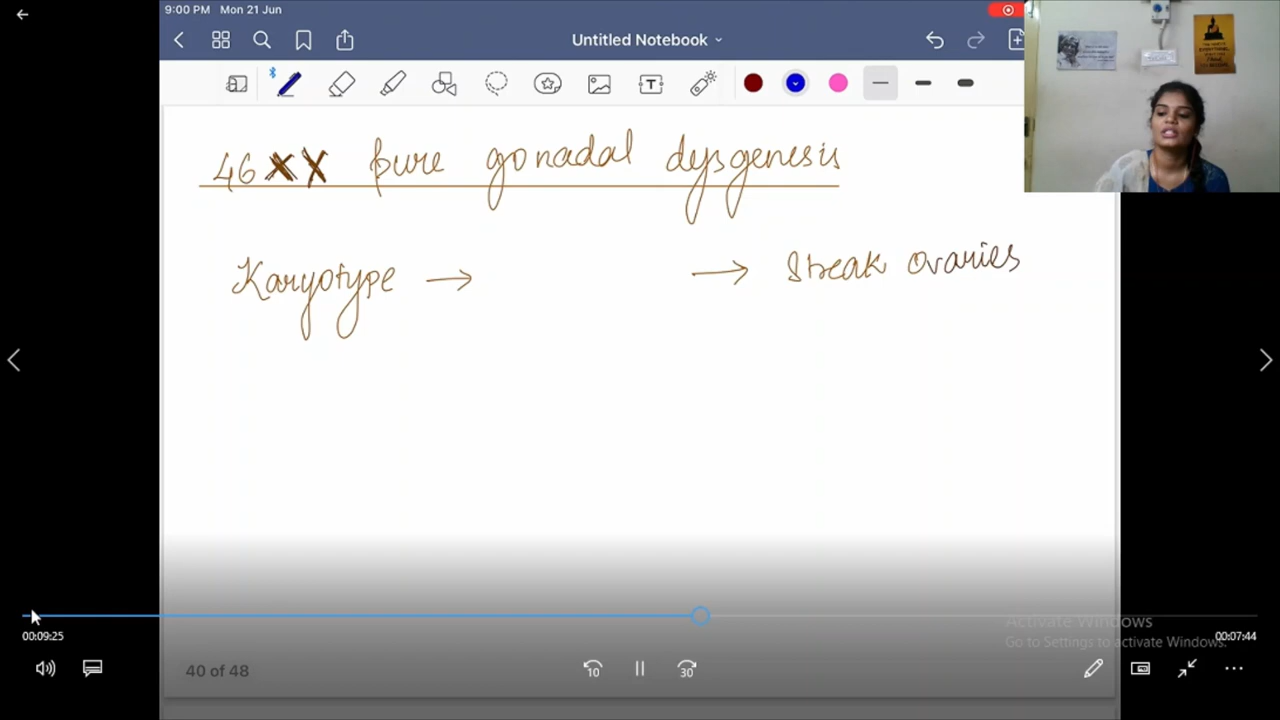 9:00 PM Mon 21 Jun
Untitled Notebook
46 XX pure gonadal dysgenesis
Karyotype → → Streak ovaries
Activate Windows
Go to Settings to activate Windows.
00:09:25
00:07:44
40 of 48
10
30